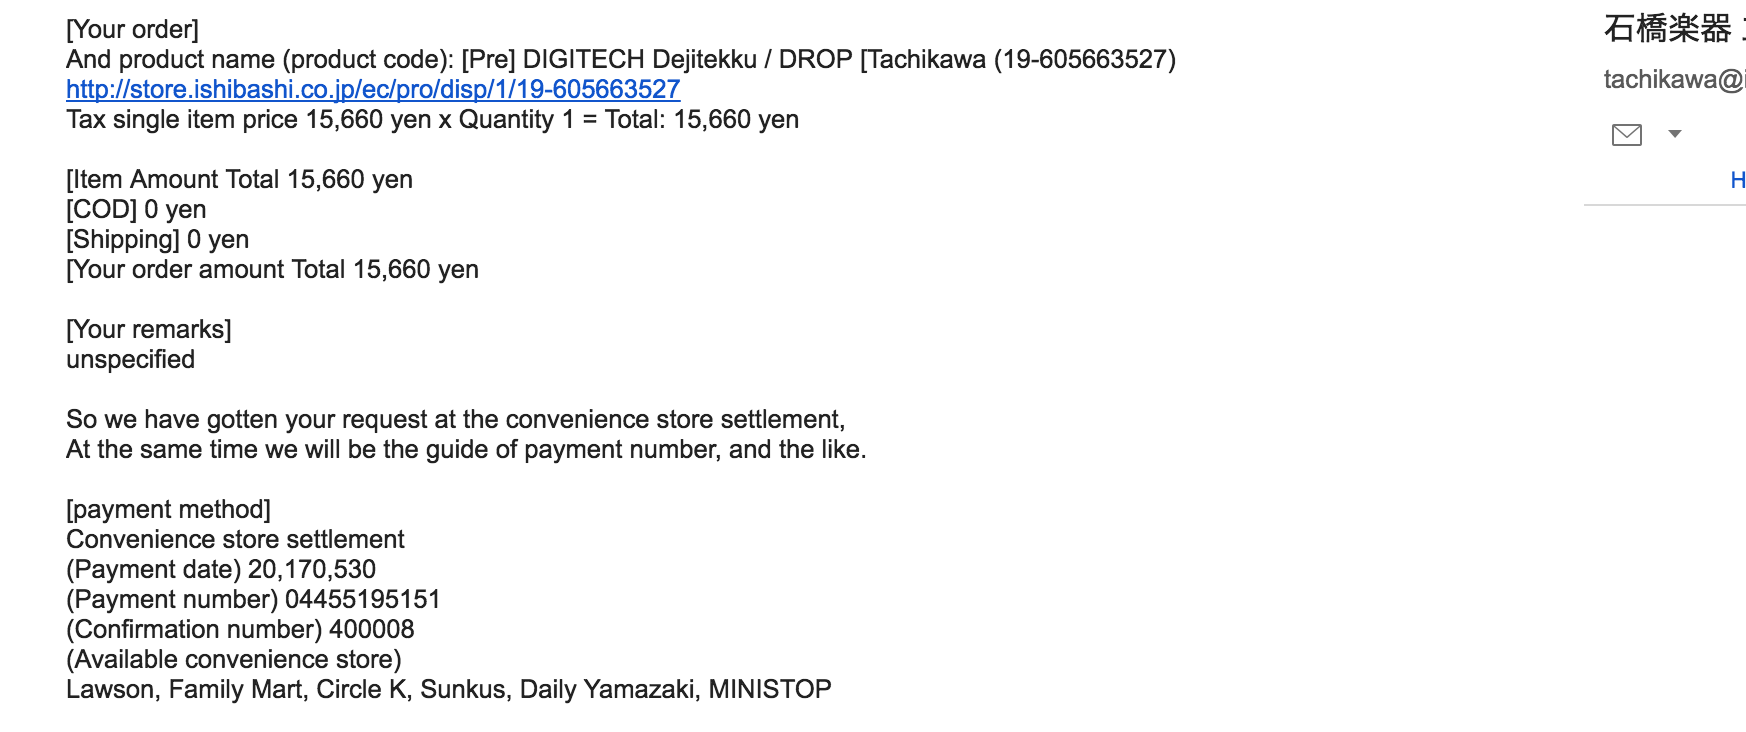 [Your order]
And product name (product code): [Pre] DIGITECH Dejitekku / DROP [Tachikawa (19-605663527)
http://store.ishibashi.co.jp/ec/pro/disp/1/19-605663527
Tax single item price 15,660 yen x Quantity 1 = Total: 15,660 yen
[Item Amount Total 15,660 yen
[COD] 0 yen
[Shipping] 0 yen
[Your order amount Total 15,660 yen
[Your remarks]
unspecified
So we have gotten your request at the convenience store settlement,
At the same time we will be the guide of payment number, and the like.
[payment method]
Convenience store settlement
(Payment date) 20,170,530
(Payment number) 04455195151
(Confirmation number) 400008
(Available convenience store)
Lawson, Family Mart, Circle K, Sunkus, Daily Yamazaki, MINISTOP
石橋楽器
tachikawa@
H